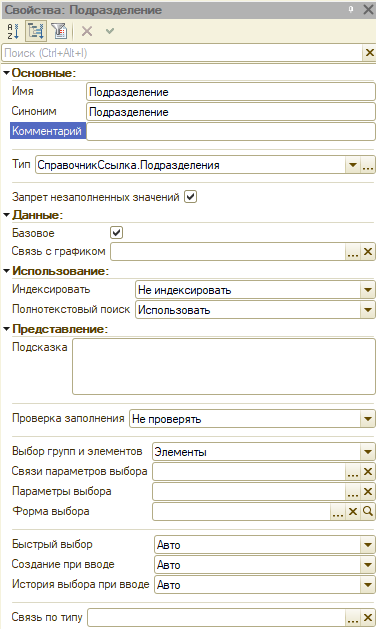 Свойства: Подразделение
Поиск (Ctrl+Alt+I)
Основные:
Имя Подразделение
Синоним Подразделение
Комментарий
Тип СправочникСсылка.Подразделения
Запрет незаполненных значений
Данные:
Базовое
Связь с графиком
Использование:
Индексировать Не индексировать
Полнотекстовый поиск Использовать
Представление:
Подсказка
Проверка заполнения Не проверять
Выбор групп и элементов Элементы
Связи параметров выбора
Параметры выбора
Форма выбора
Быстрый выбор Авто
Создание при вводе Авто
История выбора при вводе Авто
Связь по типу